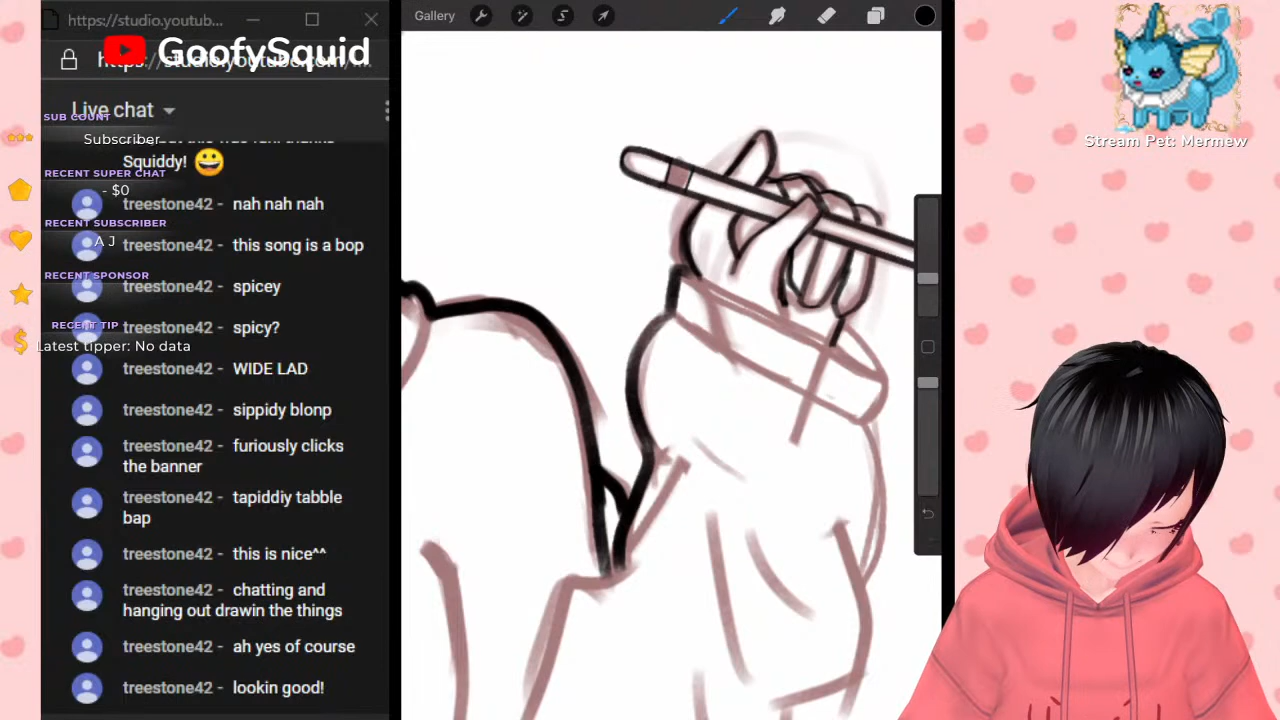 https://studio.youtub...
GoofySquid
https://studio.youtube.com/...
Live chat
SUB COUNT
Subscriber
Squiddy! 😀
RECENT SUPER CHAT
- $0
treestone42 - nah nah nah
RECENT SUBSCRIBER
A J
treestone42 - this song is a bop
RECENT SPONSOR
treestone42 - spicey
RECENT TIP
treestone42 - spicy?
Latest tipper: No data
treestone42 - WIDE LAD
treestone42 - sippidy blonp
treestone42 - furiously clicks
the banner
treestone42 - tapiddiy tabble
bap
treestone42 - this is nice^^
treestone42 - chatting and
hanging out drawin the things
treestone42 - ah yes of course
treestone42 - lookin good!
Gallery
Stream Pet: Mermew